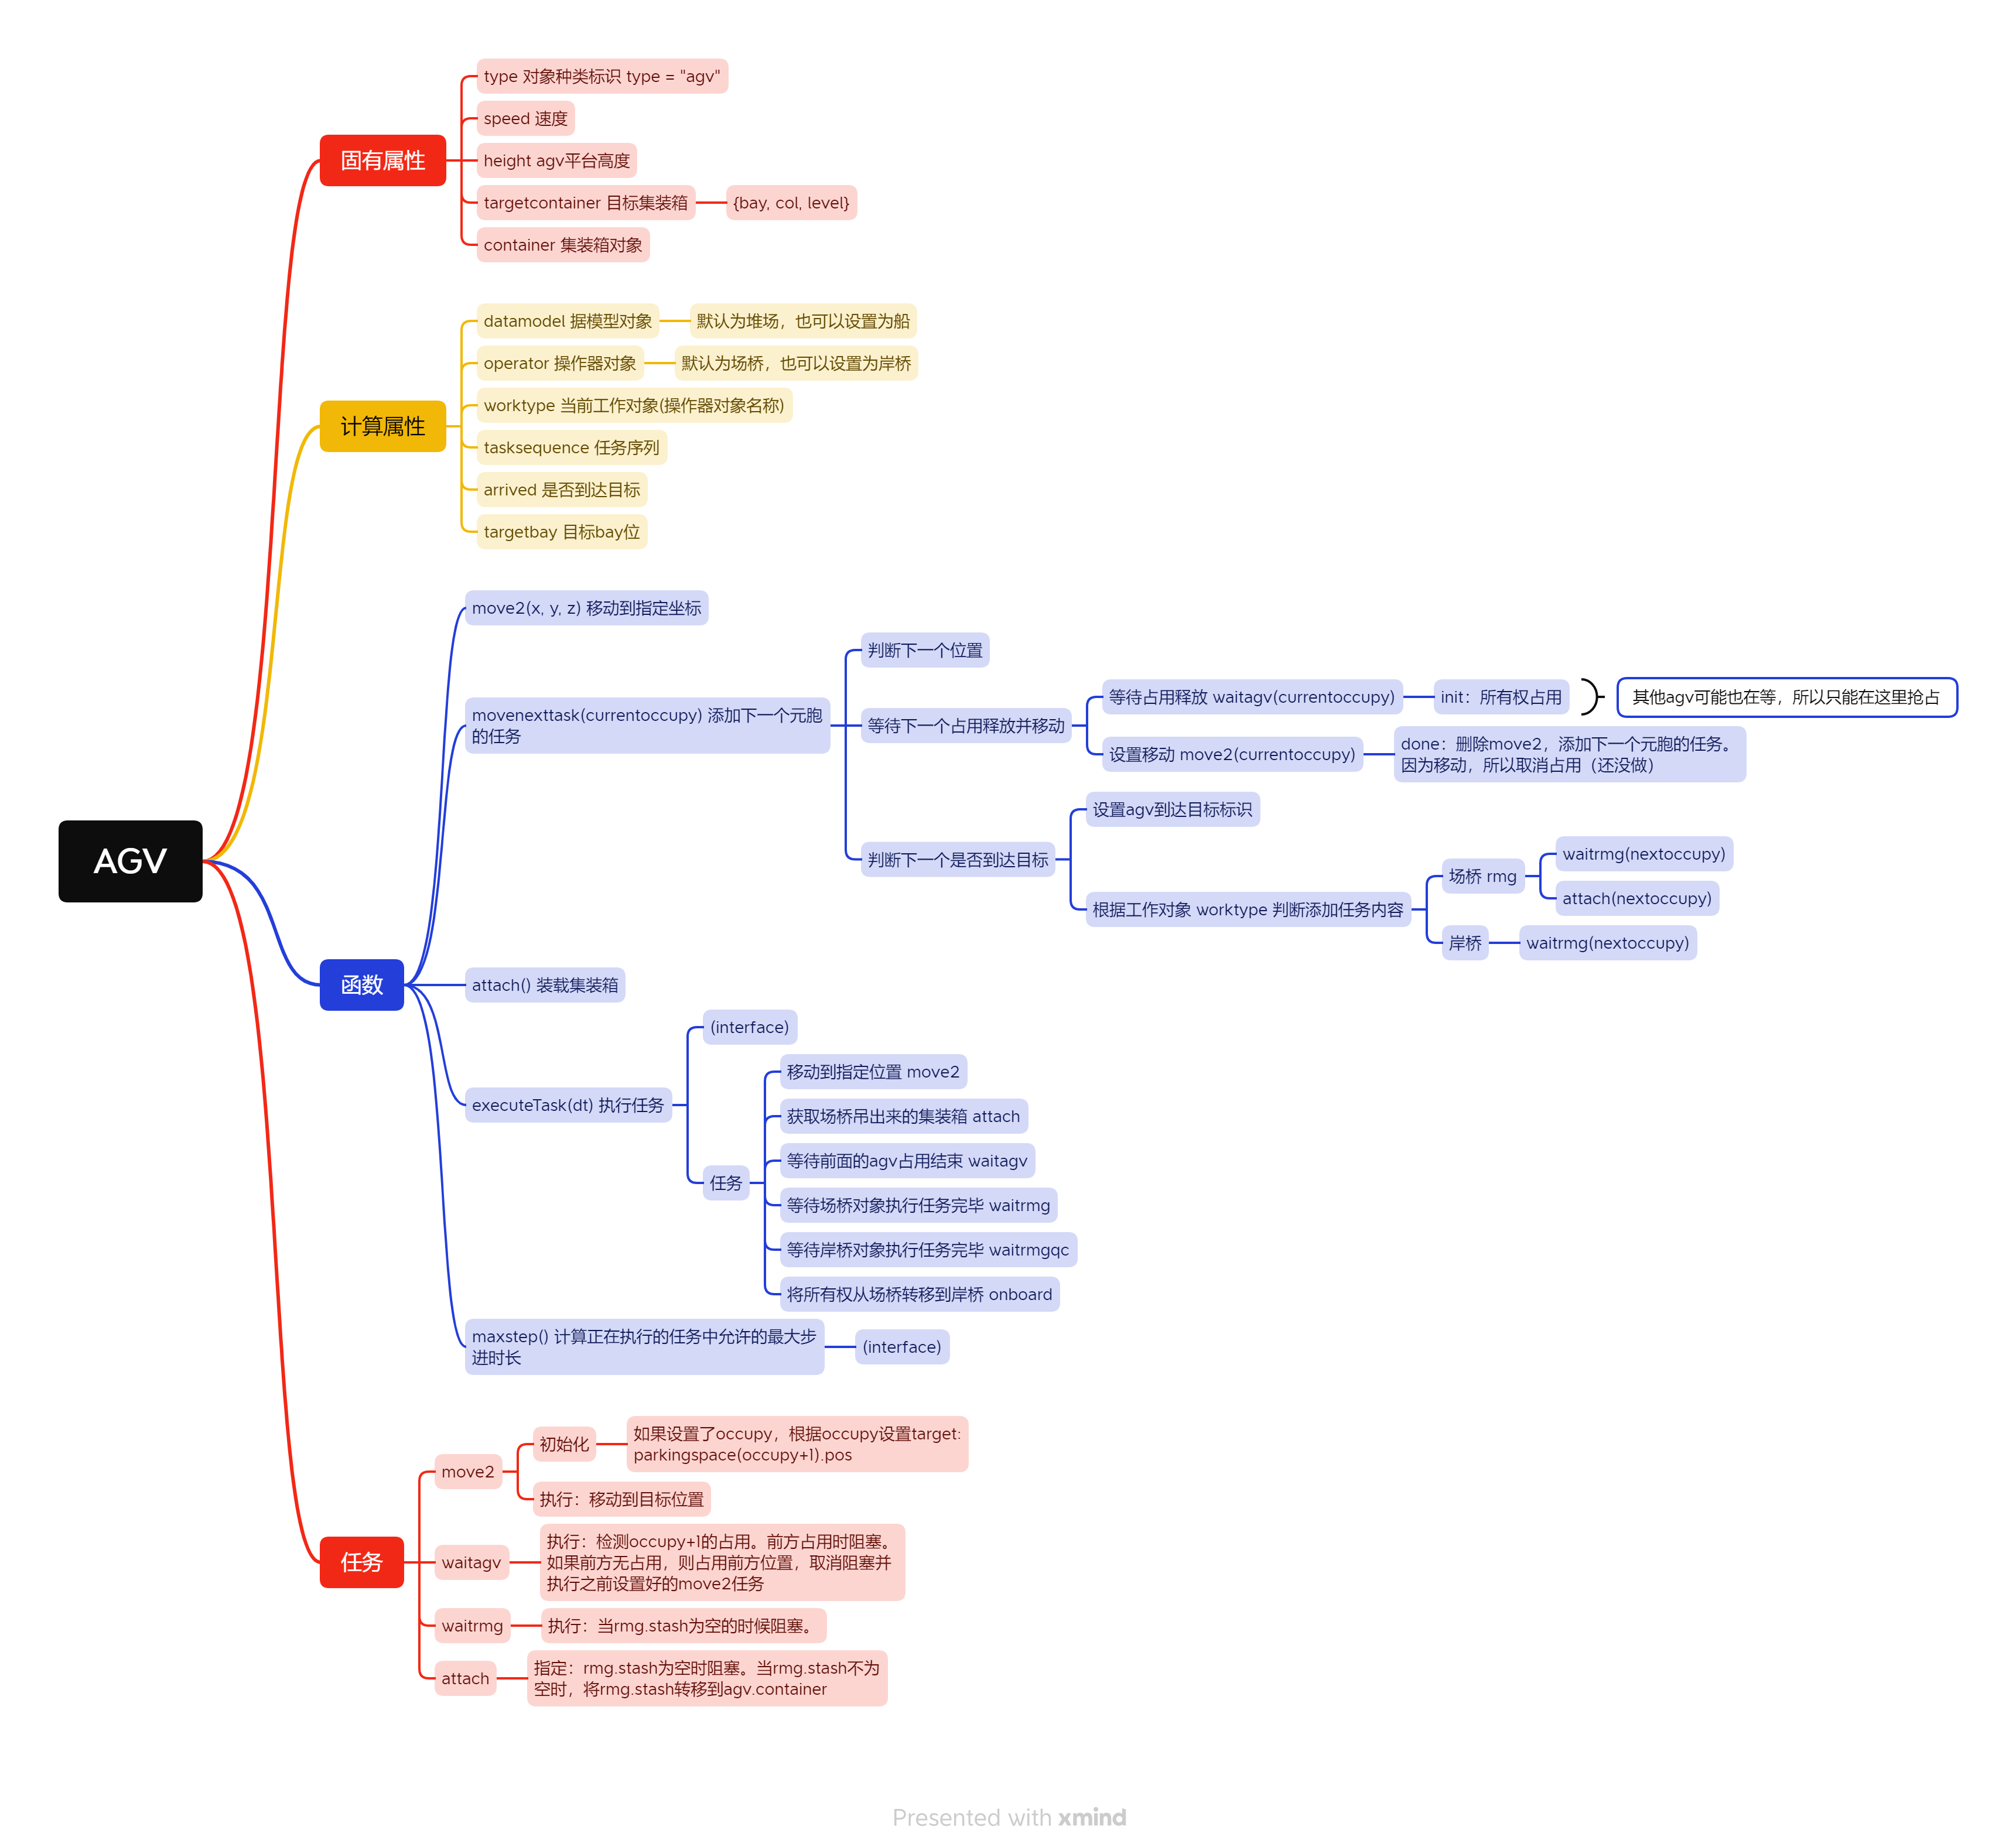 AGV
固有属性
type 对象种类标识 type = "agv"
speed 速度
height agv平台高度
targetcontainer 目标集装箱
{bay, col, level}
container 集装箱对象
计算属性
datamodel 据模型对象
默认为堆场，也可以设置为船
operator 操作器对象
默认为场桥，也可以设置为岸桥
worktype 当前工作对象(操作器对象名称)
tasksequence 任务序列
arrived 是否到达目标
targetbay 目标bay位
函数
move2(x, y, z) 移动到指定坐标
movenexttask(currentoccupy) 添加下一个元胞
的任务
判断下一个位置
等待下一个占用释放并移动
等待占用释放 waitagv(currentoccupy)
init：所有权占用
其他agv可能也在等，所以只能在这里抢占
设置移动 move2(currentoccupy)
done：删除move2，添加下一个元胞的任务。
因为移动，所以取消占用（还没做）
判断下一个是否到达目标
设置agv到达目标标识
根据工作对象 worktype 判断添加任务内容
场桥 rmg
waitrmg(nextoccupy)
attach(nextoccupy)
岸桥
waitrmg(nextoccupy)
attach() 装载集装箱
executeTask(dt) 执行任务
(interface)
任务
移动到指定位置 move2
获取场桥吊出来的集装箱 attach
等待前面的agv占用结束 waitagv
等待场桥对象执行任务完毕 waitrmg
等待岸桥对象执行任务完毕 waitrmgqc
将所有权从场桥转移到岸桥 onboard
maxstep() 计算正在执行的任务中允许的最大步
进时长
(interface)
任务
move2
初始化
如果设置了occupy，根据occupy设置target:
parkingspace(occupy+1).pos
执行：移动到目标位置
waitagv
执行：检测occupy+1的占用。前方占用时阻塞。
如果前方无占用，则占用前方位置，取消阻塞并
执行之前设置好的move2任务
waitrmg
执行：当rmg.stash为空的时候阻塞。
attach
指定：rmg.stash为空时阻塞。当rmg.stash不为
空时，将rmg.stash转移到agv.container
Presented with xmind